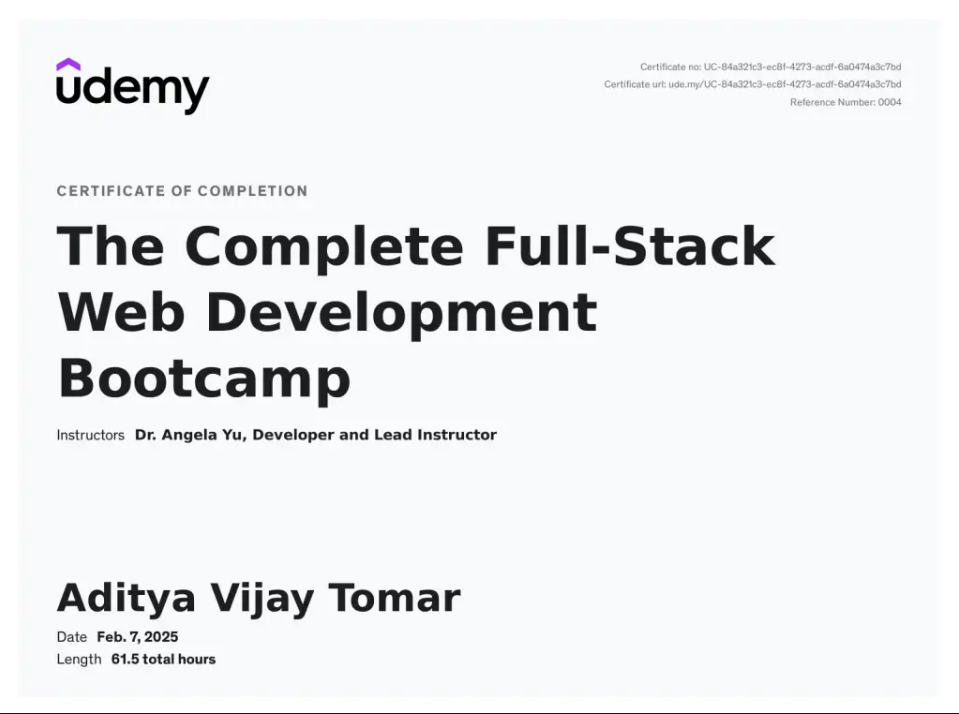 udemy
Certificate no: UC-84a321c3-ec8f-4273-acdf-6a0474a3c7bd
Certificate url: ude.my/UC-84a321c3-ec8f-4273-acdf-6a0474a3c7bd
Reference Number: 0004
CERTIFICATE OF COMPLETION
The Complete Full-Stack
Web Development
Bootcamp
Instructors Dr. Angela Yu, Developer and Lead Instructor
Aditya Vijay Tomar
Date Feb. 7, 2025
Length 61.5 total hours